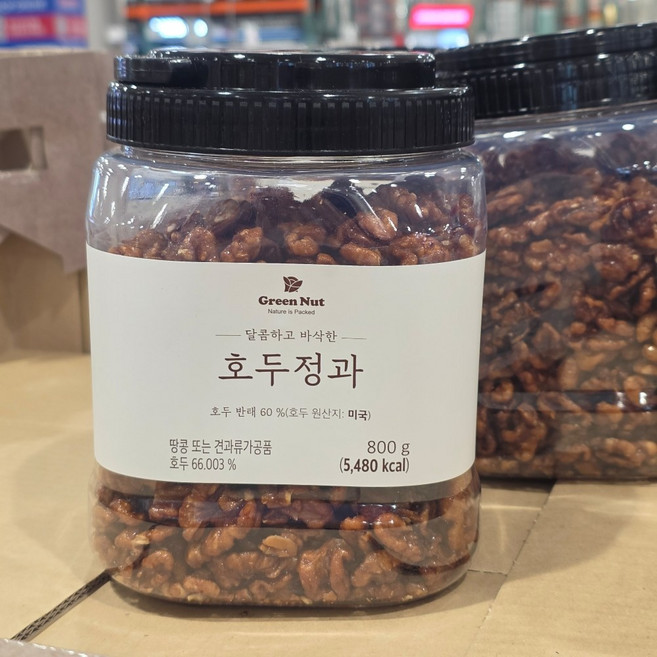 Green Nut
Nature is Packed
달콤하고 바삭한
호두정과
호두 반태 60 %(호두 원산지: 미국)
땅콩 또는 견과류가공품
호두 66.003 %
800 g
(5,480 kcal)